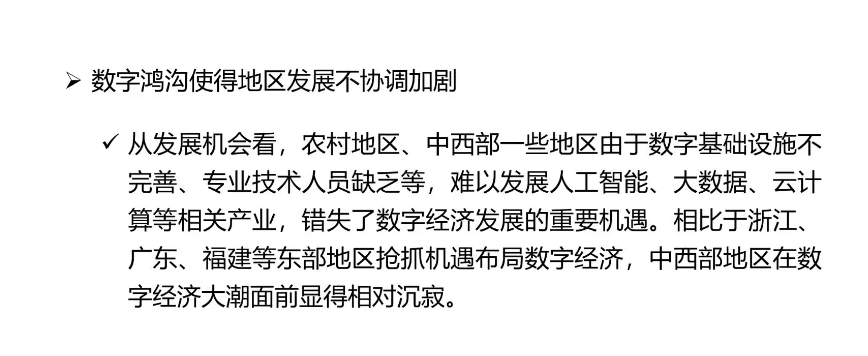 ➢ 数字鸿沟使得地区发展不协调加剧
✓ 从发展机会看，农村地区、中西部一些地区由于数字基础设施不
完善、专业技术人员缺乏等，难以发展人工智能、大数据、云计
算等相关产业，错失了数字经济发展的重要机遇。相比于浙江、
广东、福建等东部地区抢抓机遇布局数字经济，中西部地区在数
字经济大潮面前显得相对沉寂。